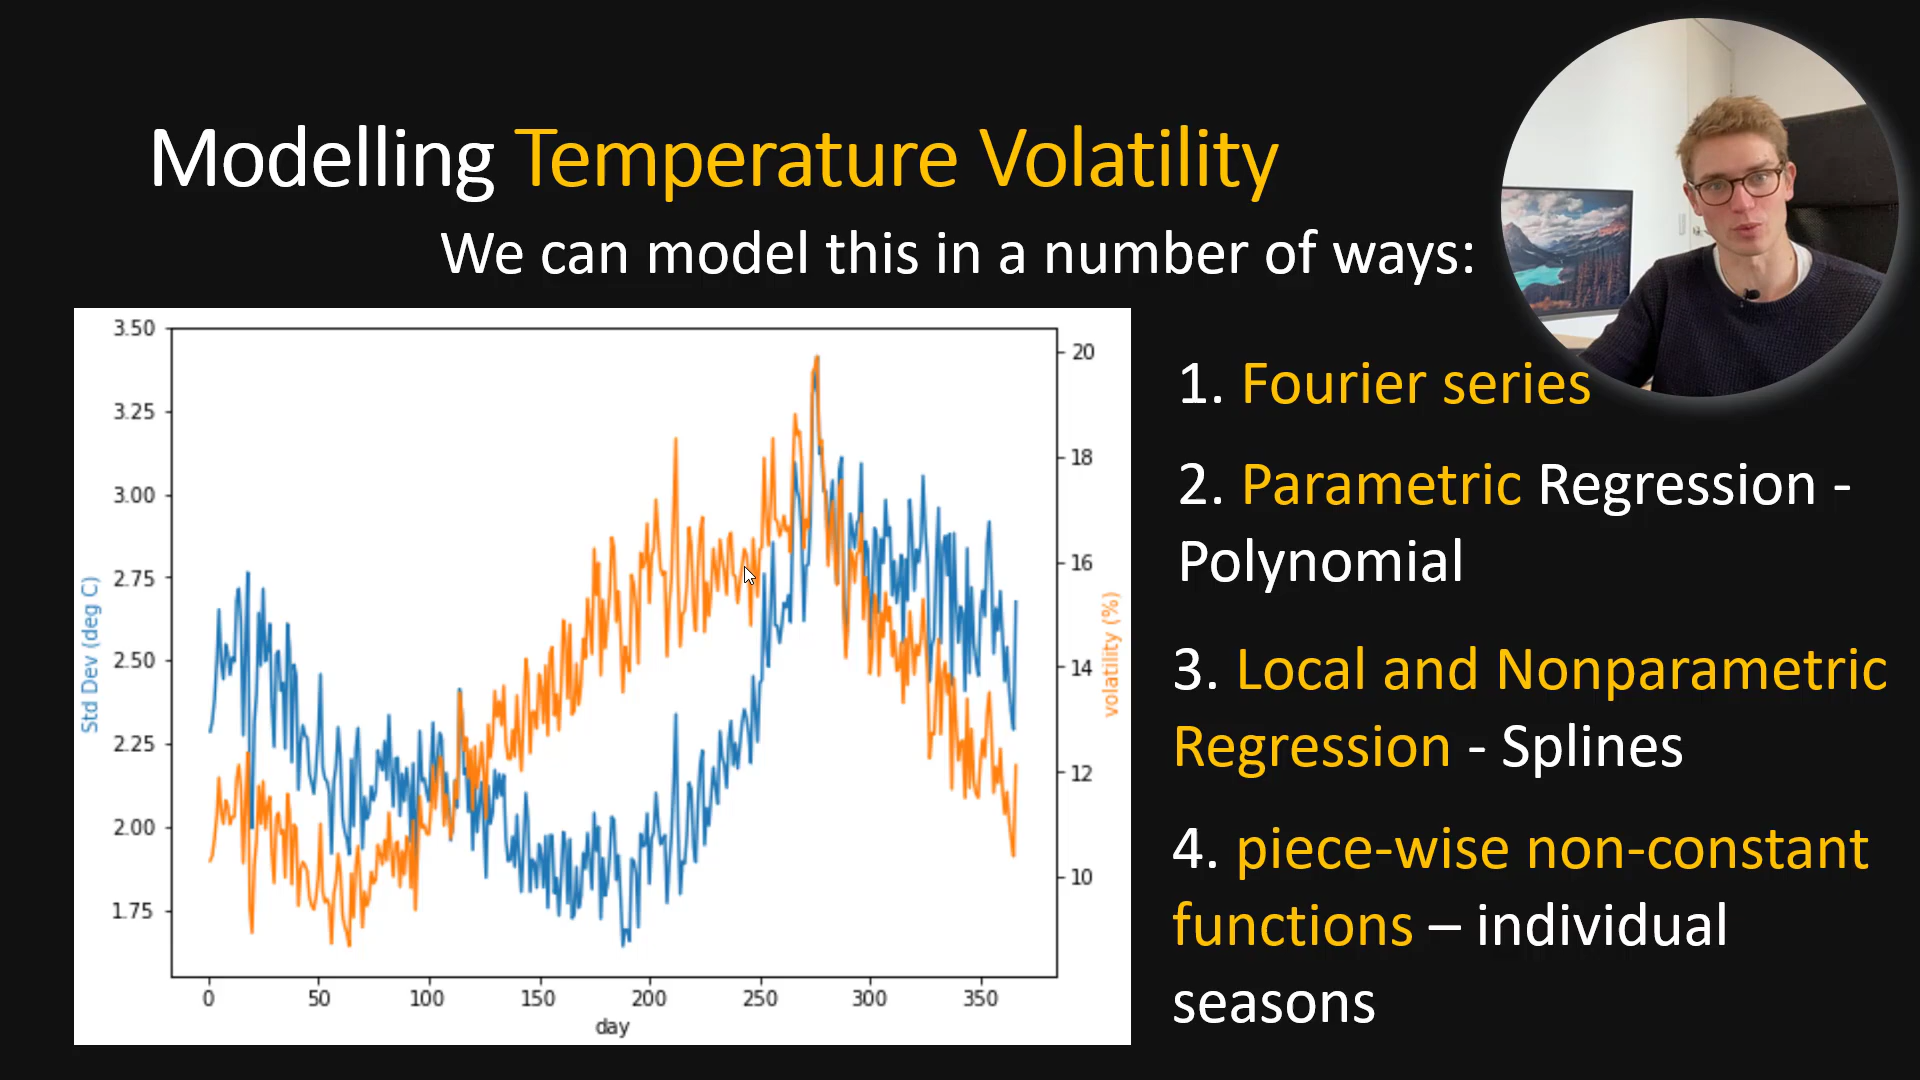 Modelling Temperature Volatility
We can model this in a number of ways:
3.50
3.25
3.00
2.75
2.50
2.25
2.00
1.75
Std Dev (deg C)
0 50 100 150 200 250 300 350
day
20
18
16
14
12
10
volatility (%)
1. Fourier series
2. Parametric Regression -
Polynomial
3. Local and Nonparametric
Regression - Splines
4. piece-wise non-constant
functions – individual
seasons